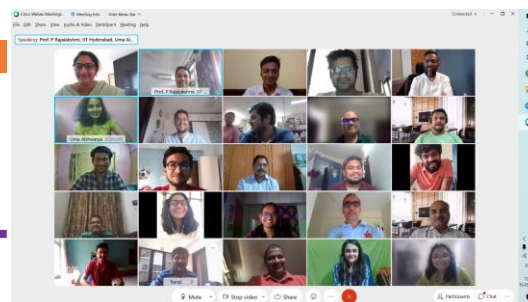 Cisco Webex Meetings Meeting Info Hide Menu Bar Connected
File Edit Share View Audio & Video Participant Meeting Help
Speaking: Prof. P Rajalakshmi, IIT Hyderabad, Uma Ai...
Prof. P Rajalakshmi, IIT ...
Uma
Mute Stop video Share Participants Chat